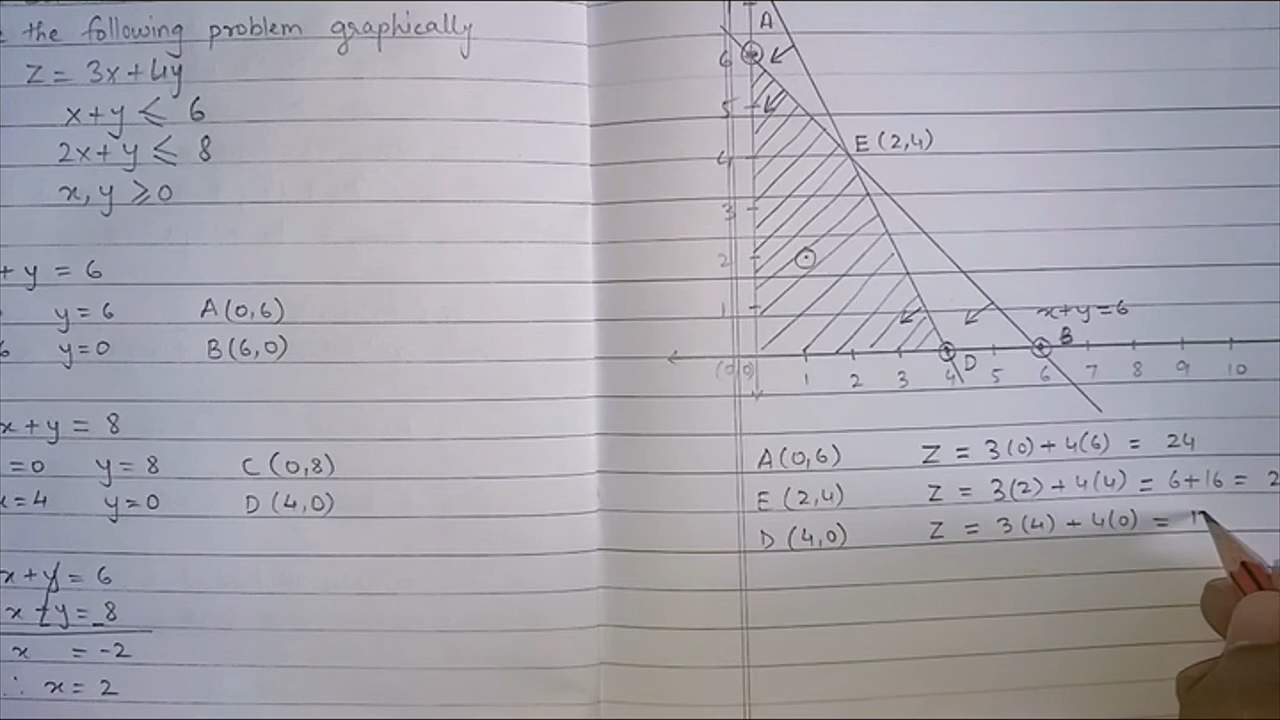 the following problem graphically
Z = 3x + 4y
x + y ⩽ 6
2x + y ⩽ 8
x, y ⩾ 0
+ y = 6
y = 6 A (0,6)
6 y = 0 B (6,0)
x + y = 8
= 0 y = 8 C (0,8)
x = 4 y = 0 D (4,0)
x + y = 6
x + y = 8
-
x = -2
∴ x = 2
A
6
5
E (2,4)
4
3
2
1
x + y = 6
B
D
(0,0) 1 2 3 4 5 6 7 8 9 10
A (0,6) Z = 3(0) + 4(6) = 24
E (2,4) Z = 3(2) + 4(4) = 6 + 16 = 2
D (4,0) Z = 3(4) + 4(0) = 1